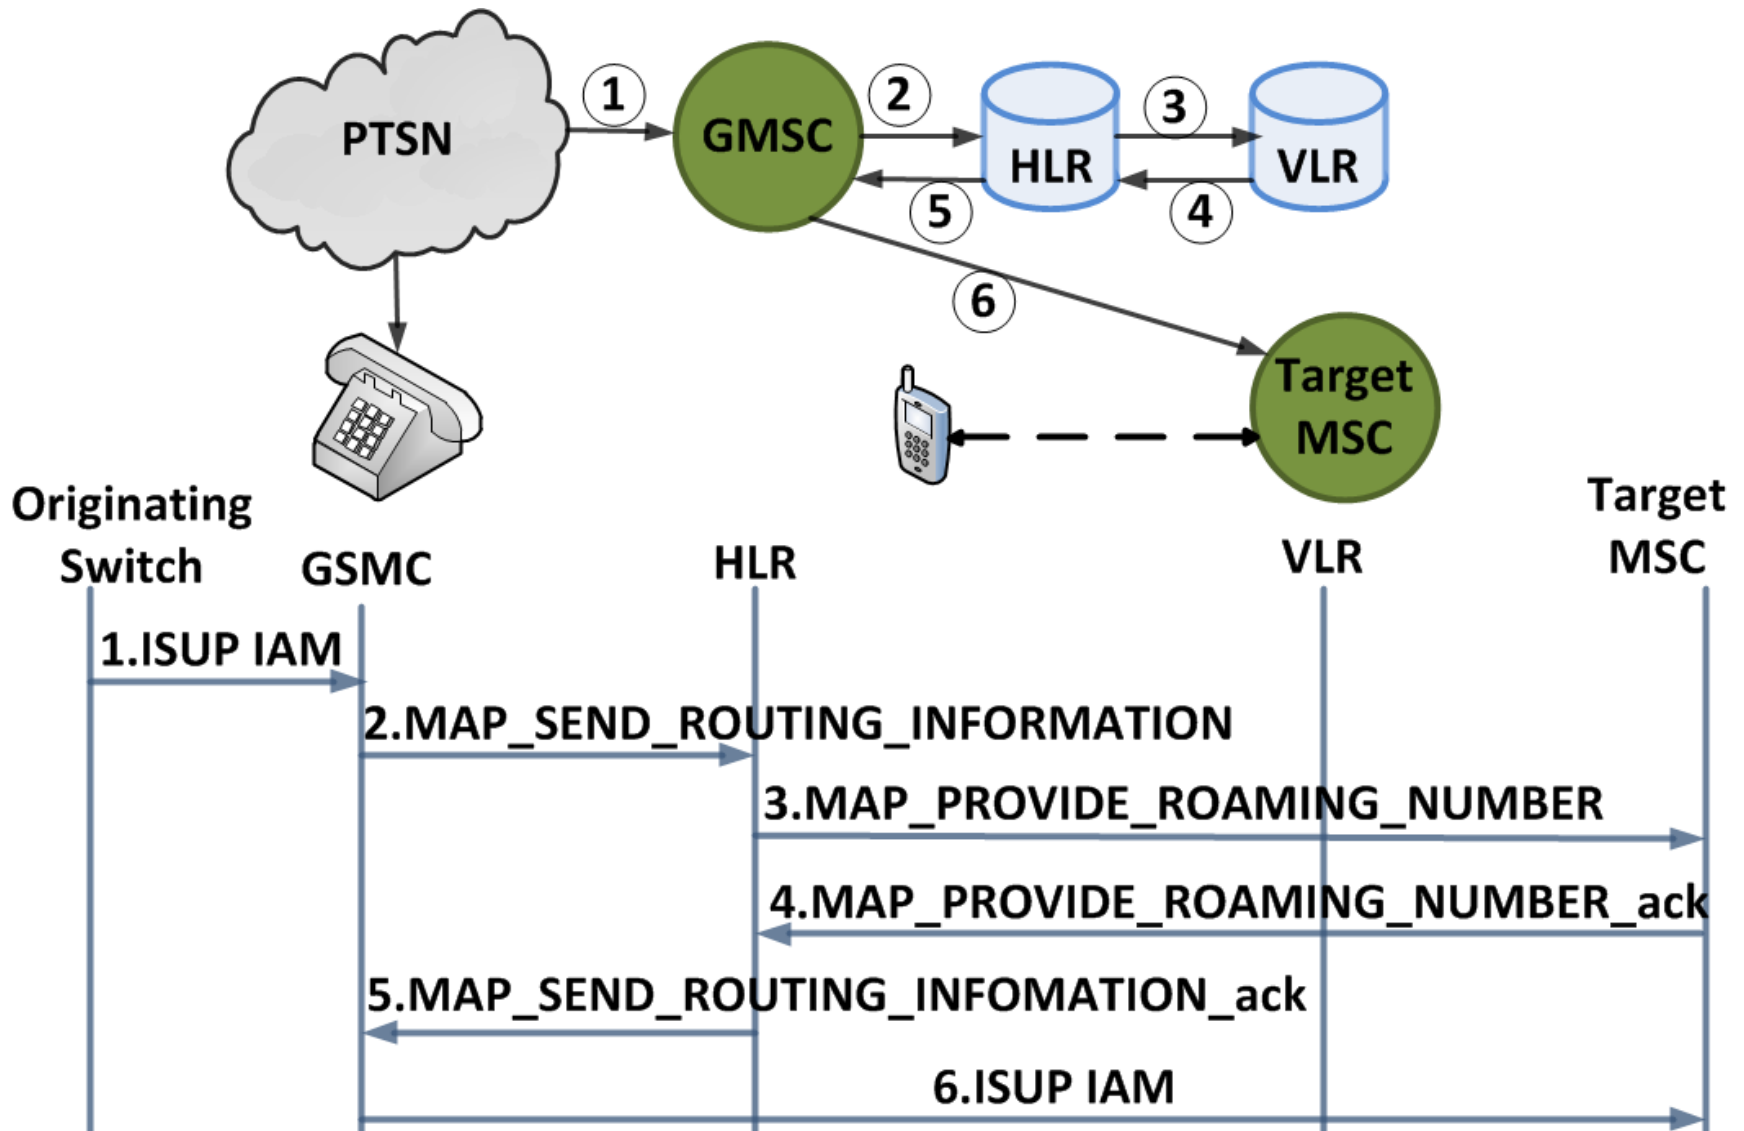 1
2
3
PTSN
GMSC
HLR
VLR
5
4
6
Target
MSC
Originating
Switch
GSMC
HLR
VLR
Target
MSC
1.ISUP IAM
2.MAP_SEND_ROUTING_INFORMATION
3.MAP_PROVIDE_ROAMING_NUMBER
4.MAP_PROVIDE_ROAMING_NUMBER_ack
5.MAP_SEND_ROUTING_INFOMATION_ack
6.ISUP IAM